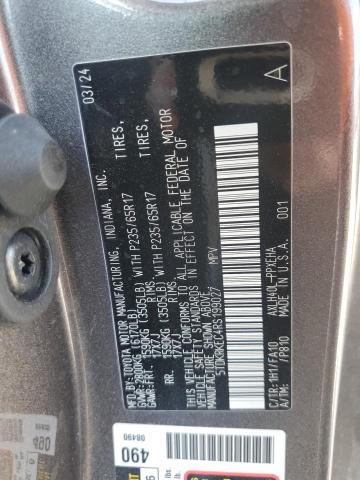 MFD. BY: TOYOTA MOTOR MANUFACTURING, INDIANA, INC. 03/24
GVWR: 2800KG (6170LB)
GAWR: FRT. 1590KG (3505LB) WITH P235/65R17 TIRES,
17X7J RIMS
RR. 1590KG (3505LB) WITH P235/65R17 TIRES,
17X7J RIMS
THIS VEHICLE CONFORMS TO ALL APPLICABLE FEDERAL MOTOR
VEHICLE SAFETY STANDARDS IN EFFECT ON THE DATE OF
MANUFACTURE SHOWN ABOVE.
5TDKRKEC4RS199027 MPV
A
C/TR: 1H1/FA10 AXLH40L-PPZEHA
A/TM: /P810 MADE IN U.S.A. 001
490
08490